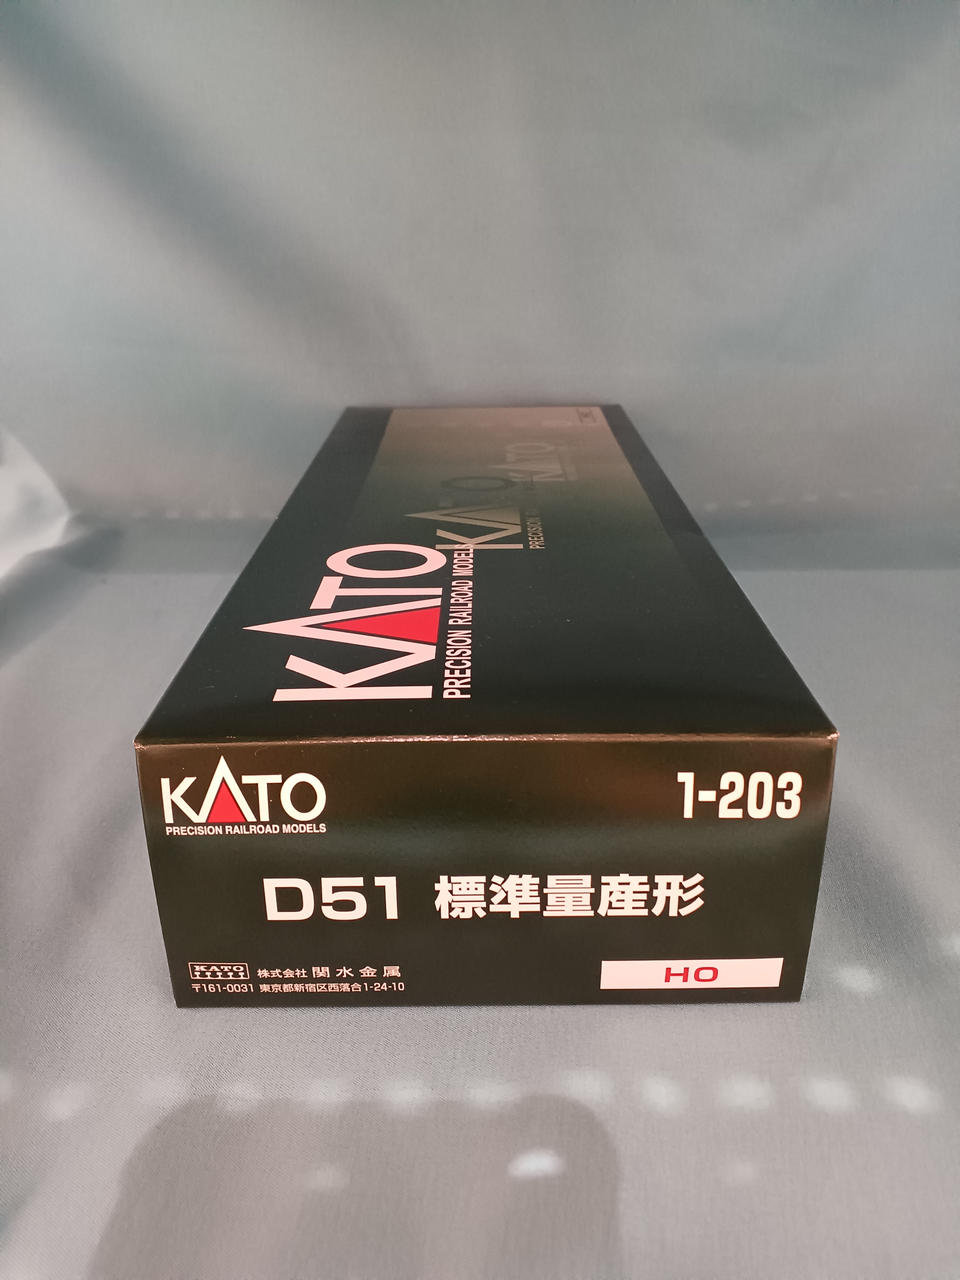 KATO
PRECISION RAILROAD MODELS
KATO
PRECISION
KATO
KATO
PRECISION RAILROAD MODELS
1-203
D51 標準量産形
KATO
株式会社 関水金属
〒161-0031 東京都新宿区西落合1-24-10
HO